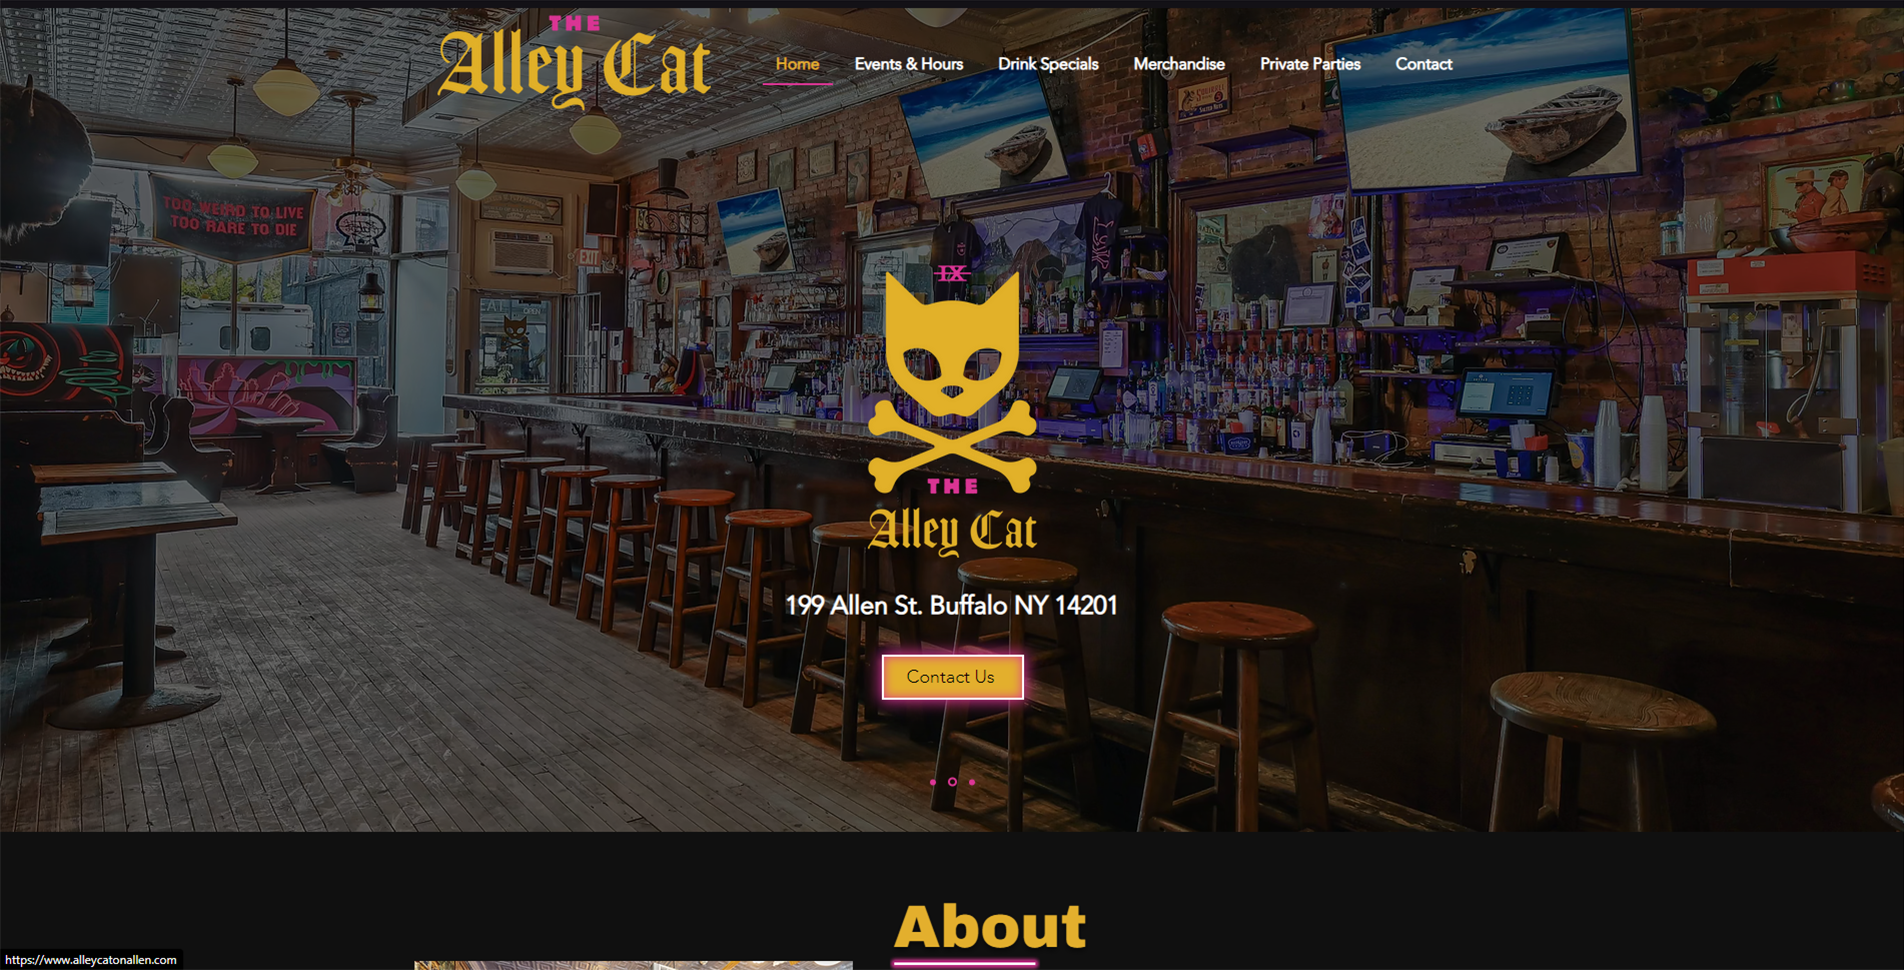 THE
Alley Cat
Home
Events & Hours
Drink Specials
Merchandise
Private Parties
Contact
TOO WEIRD TO LIVE
TOO RARE TO DIE
EXIT
OPEN
IX
THE
Alley Cat
199 Allen St. Buffalo NY 14201
Contact Us
About
https://www.alleycatonallen.com